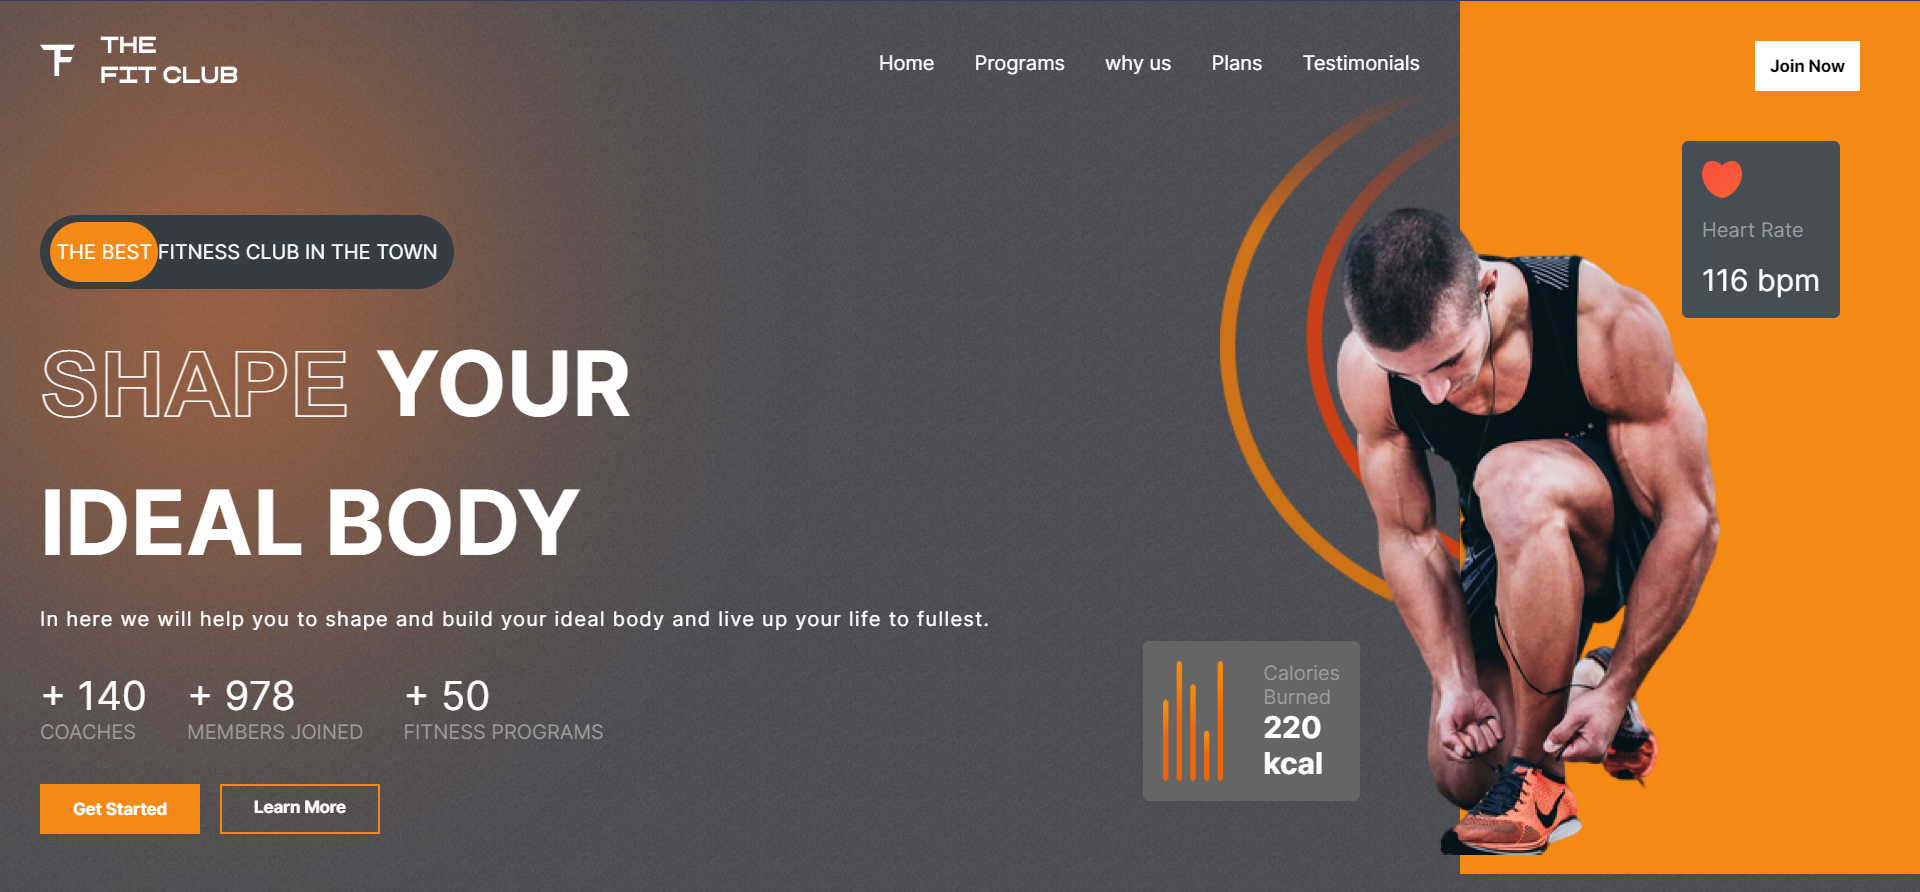 THE
FIT CLUB
Home Programs why us Plans Testimonials
Join Now
THE BEST FITNESS CLUB IN THE TOWN
SHAPE YOUR
IDEAL BODY
In here we will help you to shape and build your ideal body and live up your life to fullest.
+ 140 + 978 + 50
COACHES MEMBERS JOINED FITNESS PROGRAMS
Get Started Learn More
Heart Rate
116 bpm
Calories
Burned
220
kcal